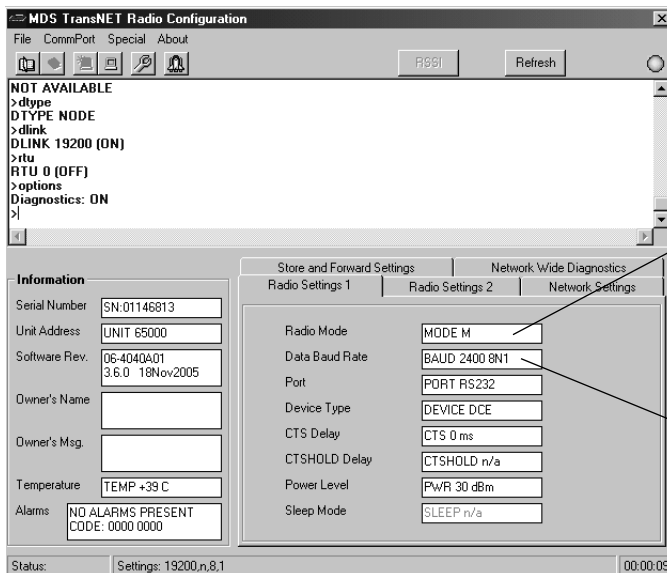 MDS TransNET Radio Configuration
File CommPort Special About
RSSI Refresh
NOT AVAILABLE
>dtype
DTYPE NODE
>dlink
DLINK 19200 (ON)
>rtu
RTU 0 (OFF)
>options
Diagnostics: ON
>
Information
Serial Number SN:01146813
Unit Address UNIT 65000
Software Rev. 06-4040A01
3.6.0 18Nov2005
Owner's Name
Owner's Msg.
Temperature TEMP +39 C
Alarms NO ALARMS PRESENT
CODE: 0000 0000
Store and Forward Settings Network Wide Diagnostics
Radio Settings 1 Radio Settings 2 Network Settings
Radio Mode MODE M
Data Baud Rate BAUD 2400 8N1
Port PORT RS232
Device Type DEVICE DCE
CTS Delay CTS 0 ms
CTSHOLD Delay CTSHOLD n/a
Power Level PWR 30 dBm
Sleep Mode SLEEP n/a
Status: Settings: 19200,n,8,1 00:00:09